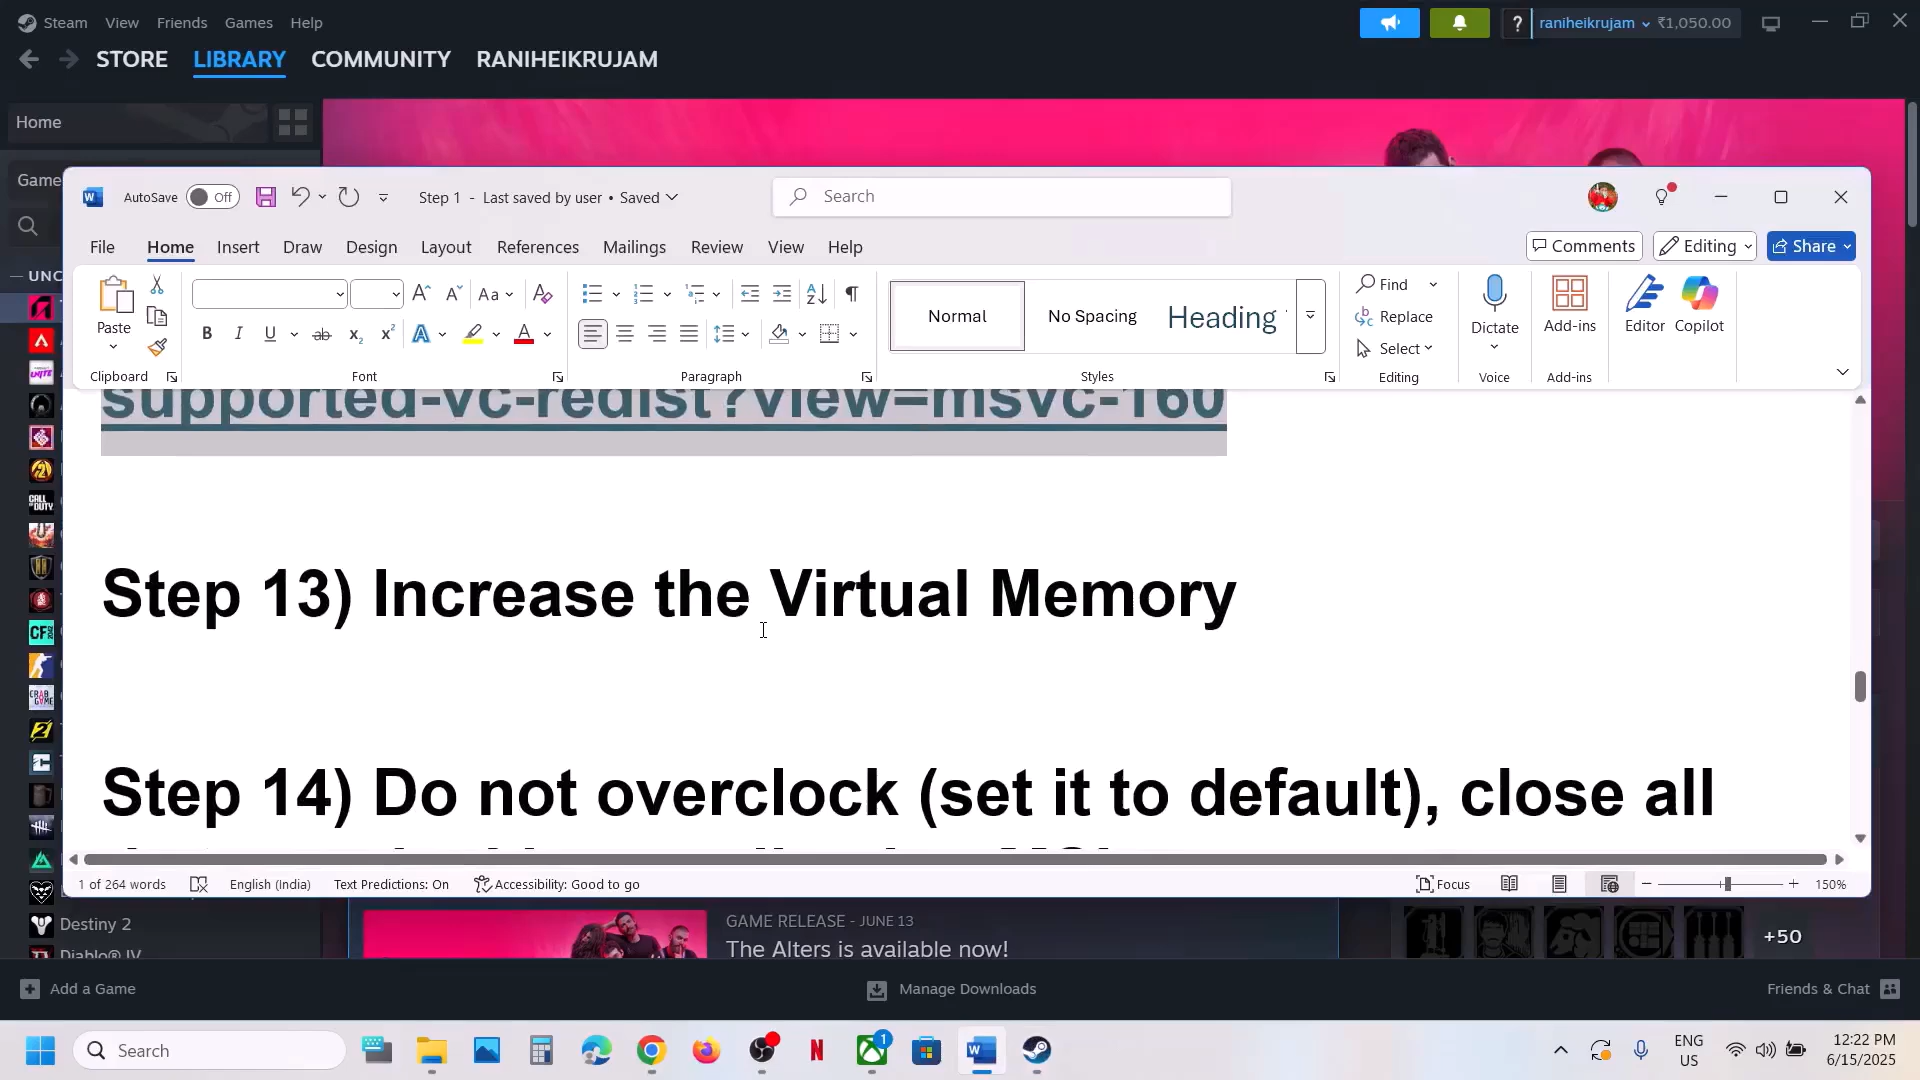 Steam View Friends Games Help
raniheikrujam ₹1,050.00
STORE LIBRARY COMMUNITY RANIHEIKRUJAM
Home
Game
UNC
AutoSave Off
Step 1 - Last saved by user • Saved
Search
File Home Insert Draw Design Layout References Mailings Review View Help
Comments Editing Share
Paste
Clipboard
Font
Paragraph
Normal No Spacing Heading
Styles
Find
Replace
Select
Editing
Dictate
Voice
Add-ins
Add-ins
Editor Copilot
supported-vc-redist?view=msvc-160
Step 13) Increase the Virtual Memory
Step 14) Do not overclock (set it to default), close all
1 of 264 words English (India) Text Predictions: On Accessibility: Good to go Focus 150%
GAME RELEASE - JUNE 13
The Alters is available now!
+50
Destiny 2
Diablo® IV
Add a Game Manage Downloads Friends & Chat
Search
ENG
US
12:22 PM
6/15/2025